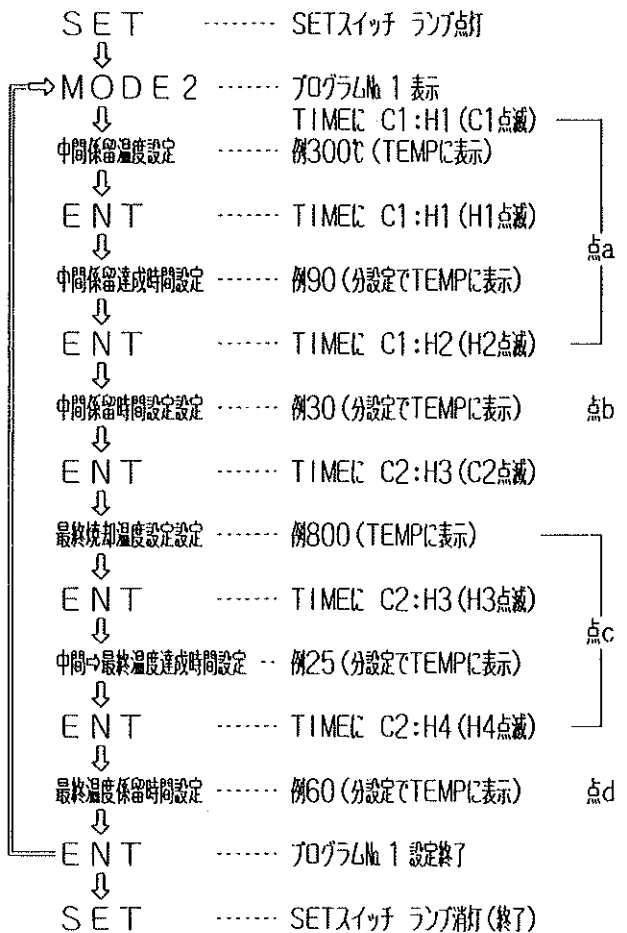 SET ······· SETスイッチ ランプ点灯
⇩
⇨MODE2 ······ プログラム№1 表示
⇩ TIMEに C1:H1(C1点滅)
中間係留温度設定 ······ 例300℃(TEMPに表示)
⇩
ENT ······ TIMEに C1:H1(H1点滅)
⇩ 点a
中間係留達成時間設定 ······ 例90(分設定でTEMPに表示)
⇩
ENT ······ TIMEに C1:H2(H2点滅)
⇩
中間係留時間設定設定 ······ 例30(分設定でTEMPに表示) 点b
⇩
ENT ······ TIMEに C2:H3(C2点滅)
⇩
最終焼却温度設定設定 ······ 例800(TEMPに表示)
⇩
ENT ······ TIMEに C2:H3(H3点滅)
⇩ 点c
中間⇨最終温度達成時間設定 ·· 例25(分設定でTEMPに表示)
⇩
ENT ······ TIMEに C2:H4(H4点滅)
⇩
最終温度係留時間設定 ······ 例60(分設定でTEMPに表示) 点d
⇩
ENT ······· プログラム№1 設定終了
⇩
SET ······· SETスイッチ ランプ消灯(終了)